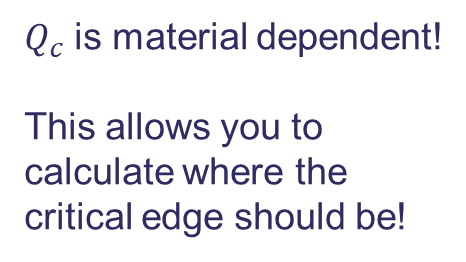 Q_c is material dependent!
This allows you to
calculate where the
critical edge should be!